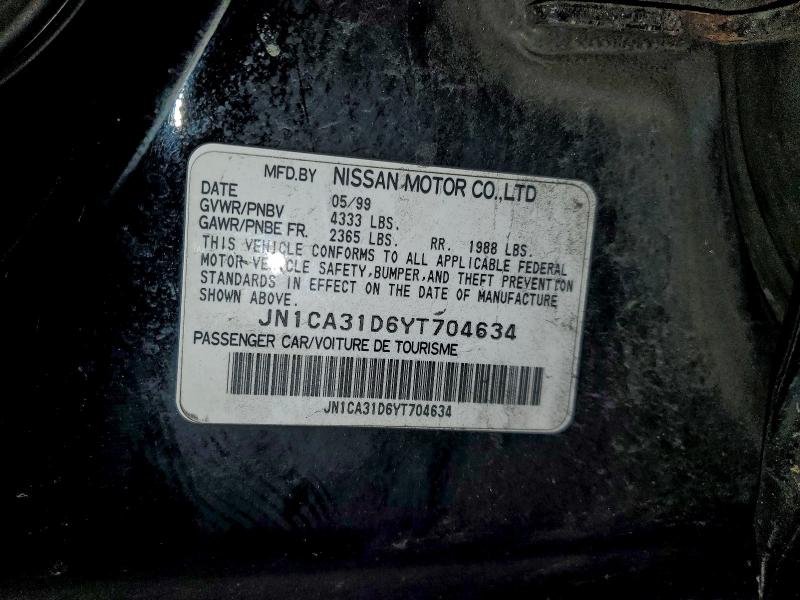 MFD.BY NISSAN MOTOR CO.,LTD
DATE 05/99
GVWR/PNBV 4333 LBS.
GAWR/PNBE FR. 2365 LBS. RR. 1988 LBS.
THIS VEHICLE CONFORMS TO ALL APPLICABLE FEDERAL
MOTOR VEHICLE SAFETY,BUMPER,AND THEFT PREVENTION
STANDARDS IN EFFECT ON THE DATE OF MANUFACTURE
SHOWN ABOVE.
JN1CA31D6YT704634
PASSENGER CAR/VOITURE DE TOURISME
JN1CA31D6YT704634